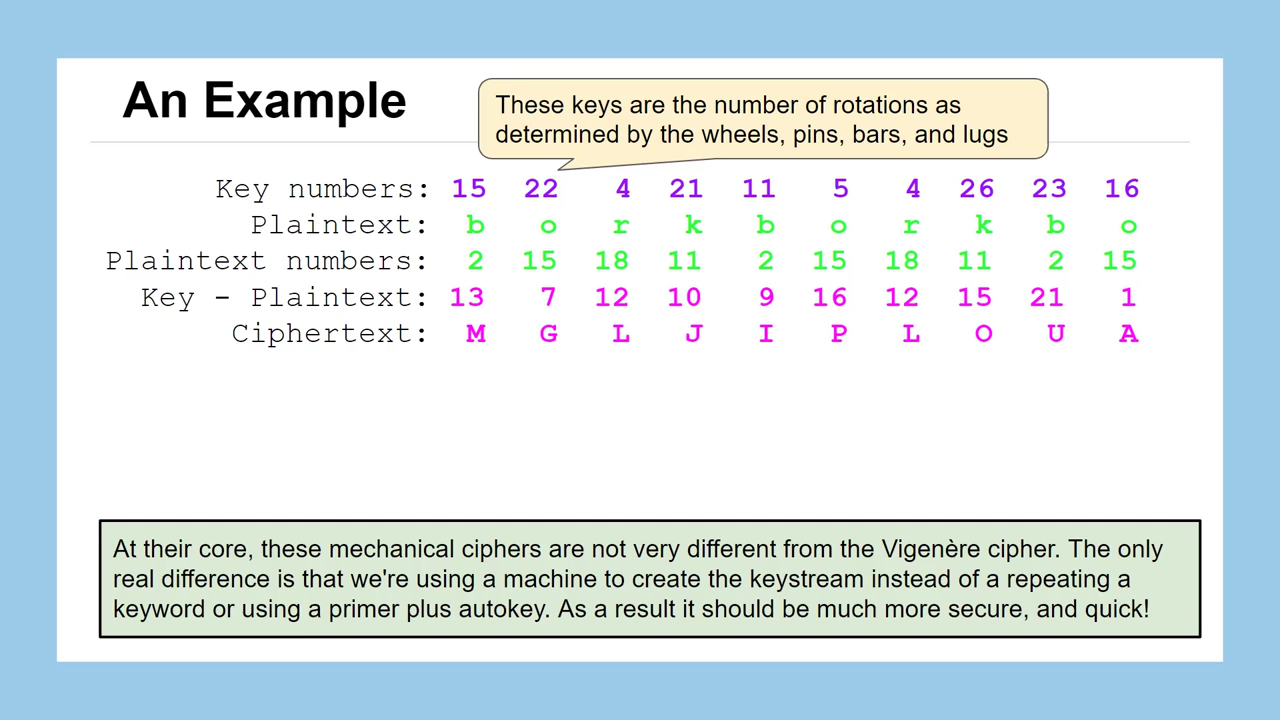 An Example
These keys are the number of rotations as
determined by the wheels, pins, bars, and lugs
Key numbers: 15 22 4 21 11 5 4 26 23 16
Plaintext: b o r k b o r k b o
Plaintext numbers: 2 15 18 11 2 15 18 11 2 15
Key - Plaintext: 13 7 12 10 9 16 12 15 21 1
Ciphertext: M G L J I P L O U A
At their core, these mechanical ciphers are not very different from the Vigenère cipher. The only
real difference is that we're using a machine to create the keystream instead of a repeating a
keyword or using a primer plus autokey. As a result it should be much more secure, and quick!